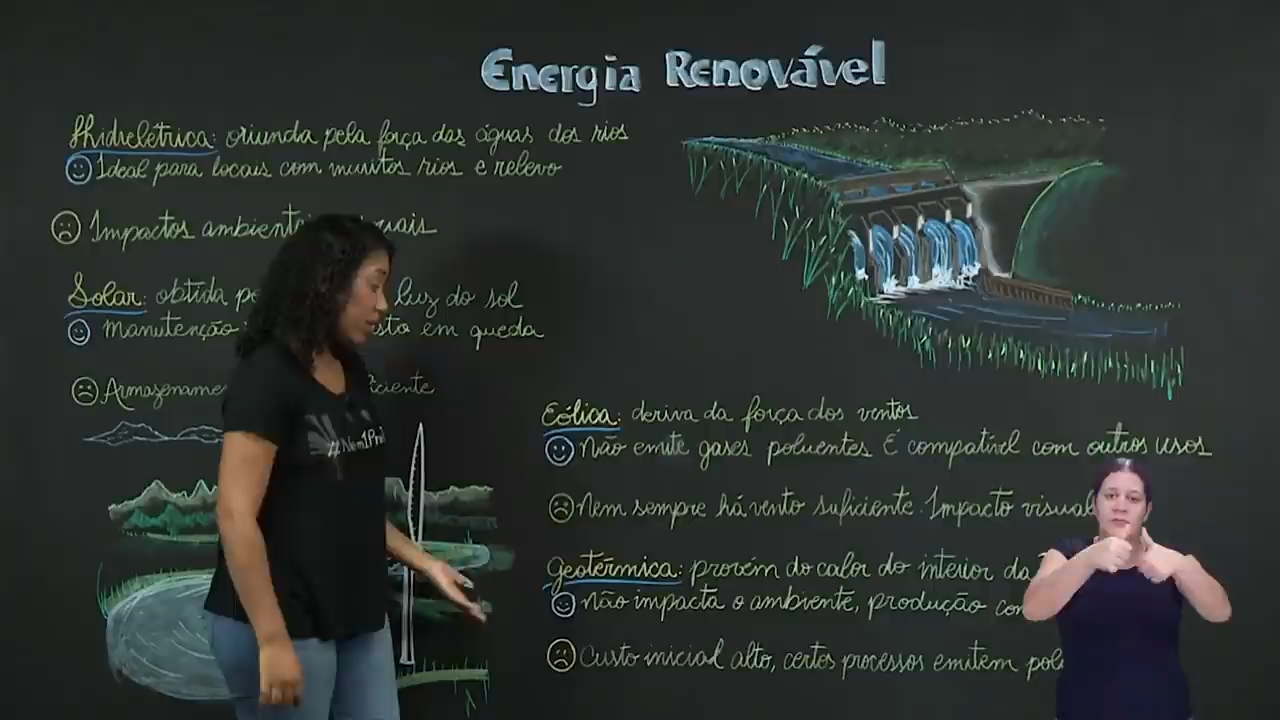 Energia Renovável
Hidrelétrica: oriunda pela força das águas dos rios
Ideal para locais com muitos rios e relevo
Impactos
Solar: obtida luz do sol
Manutenção em queda
Eólica: deriva da força dos ventos
Não emite gases poluentes É compatível com outros usos
Nem sempre há vento suficiente. Impacto visual
Geotérmica: provém do calor do interior da
Não impacta o ambiente, produção
Custo inicial alto, certos processos emitem